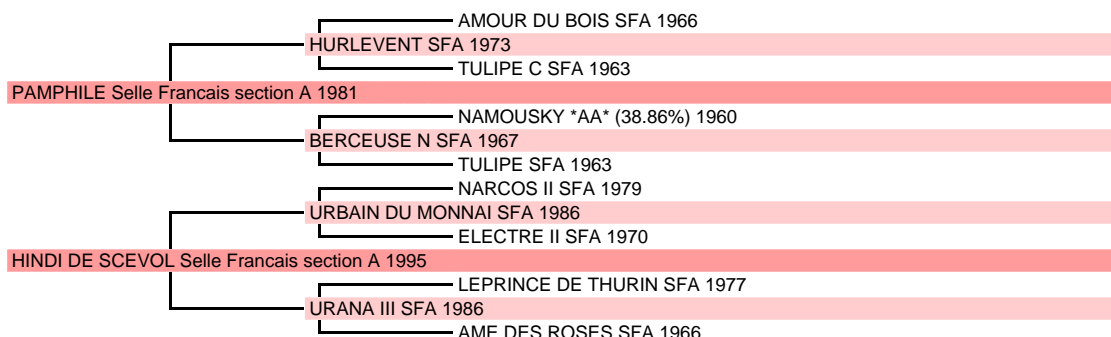 AMOUR DU BOIS SFA 1966
HURLEVENT SFA 1973
TULIPE C SFA 1963
PAMPHILE Selle Francais section A 1981
NAMOUSKY *AA* (38.86%) 1960
BERCEUSE N SFA 1967
TULIPE SFA 1963
NARCOS II SFA 1979
URBAIN DU MONNAI SFA 1986
ELECTRE II SFA 1970
HINDI DE SCEVOL Selle Francais section A 1995
LEPRINCE DE THURIN SFA 1977
URANA III SFA 1986
AME DES ROSES SFA 1966